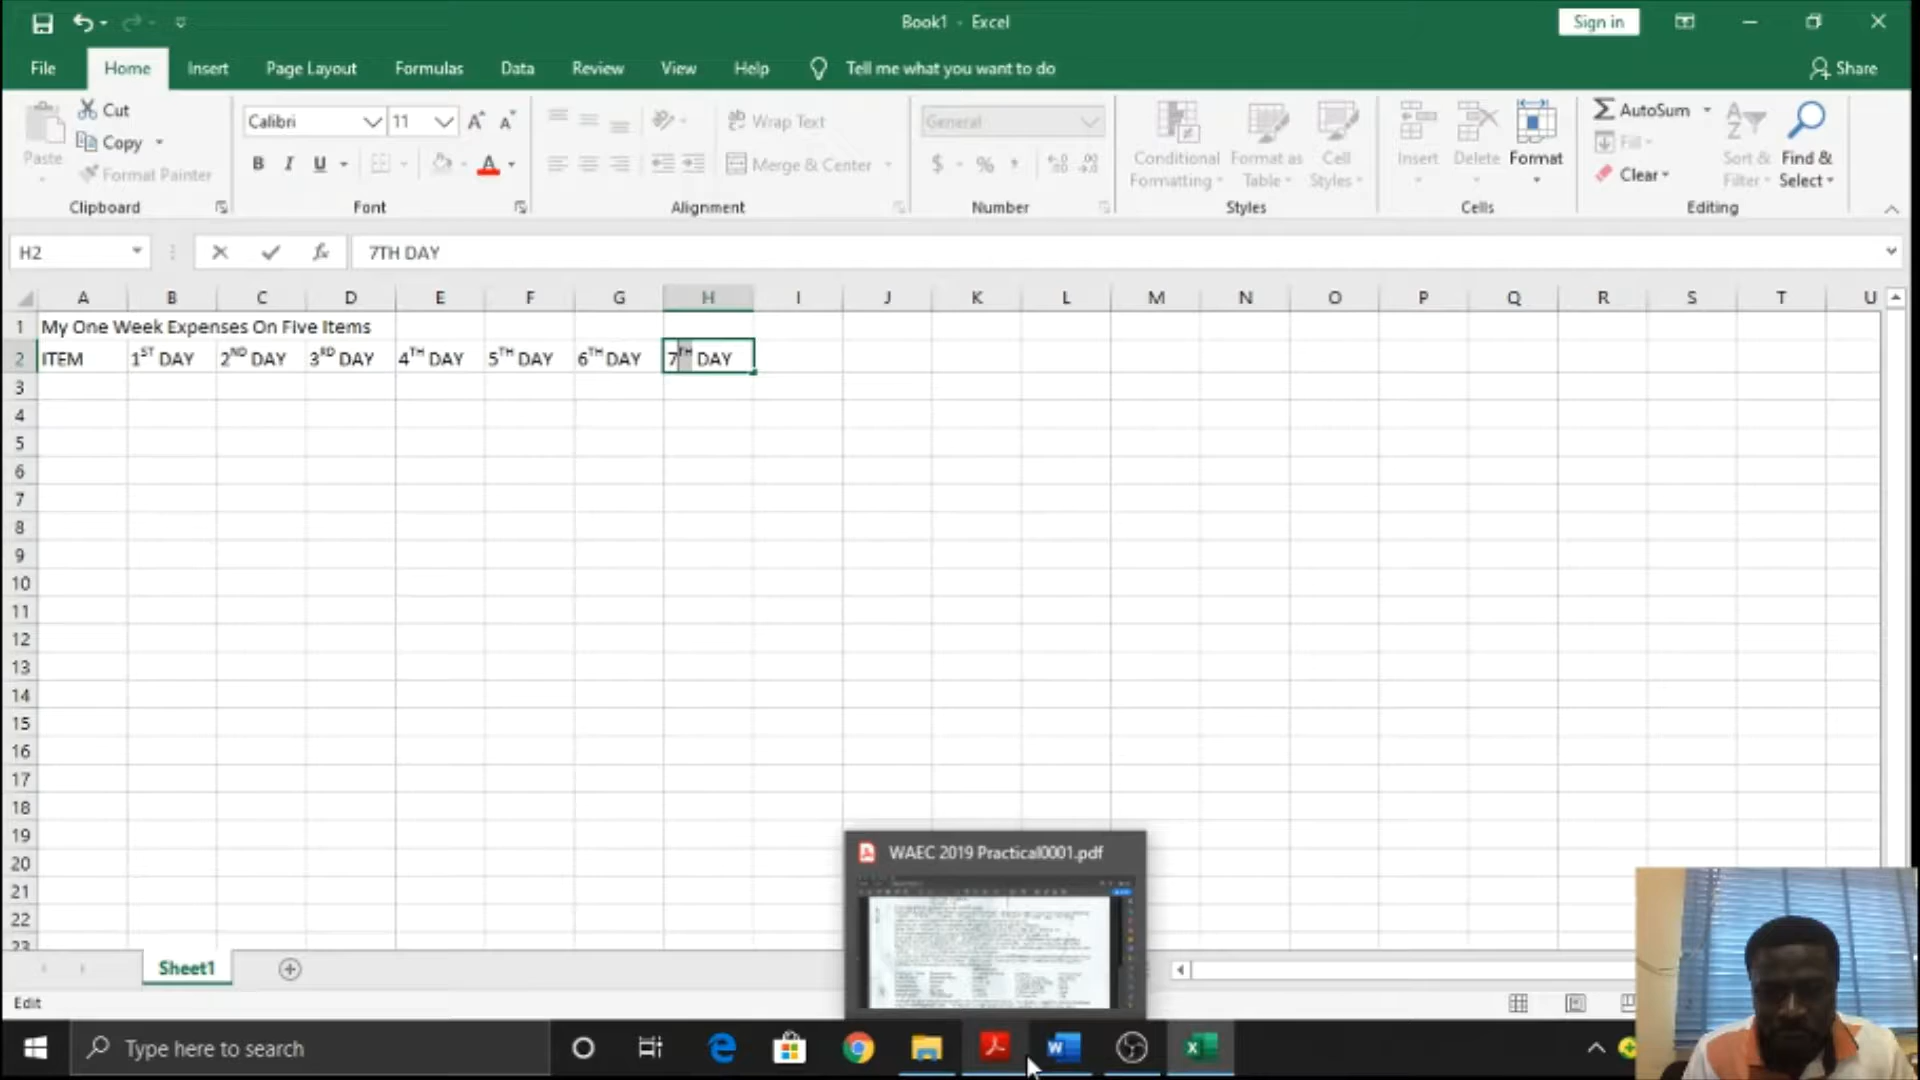 Book1 - Excel
Sign in
File Home Insert Page Layout Formulas Data Review View Help Tell me what you want to do Share
Paste Cut Copy Format Painter
Clipboard
Calibri 11
B I U A
Font
Wrap Text
Merge & Center
Alignment
General
$ % ,
Number
Conditional Formatting Format as Table Cell Styles
Styles
Insert Delete Format
Cells
AutoSum
Fill
Clear
Sort & Filter Find & Select
Editing
H2 fx 7TH DAY
A B C D E F G H I J K L M N O P Q R S T U
1 My One Week Expenses On Five Items
2 ITEM 1ST DAY 2ND DAY 3RD DAY 4TH DAY 5TH DAY 6TH DAY 7TH DAY
3
4
5
6
7
8
9
10
11
12
13
14
15
16
17
18
19
20
21
22
23
WAEC 2019 Practical0001.pdf
Sheet1
Edit
Type here to search